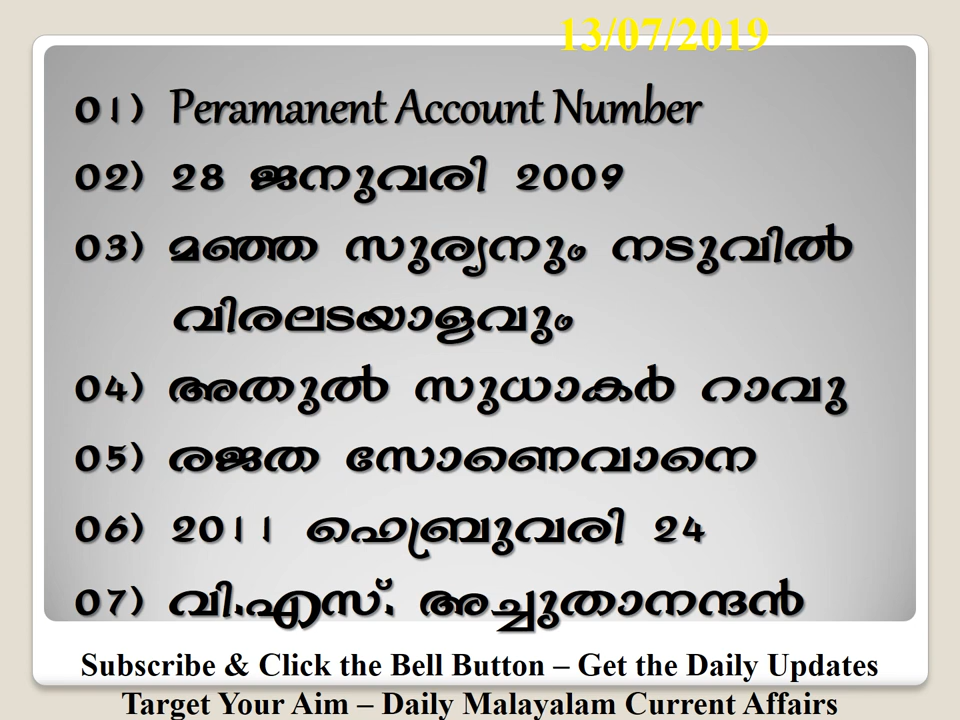 13/07/2019
01) Peramanent Account Number
02) 28 ജനുവരി 2009
03) മഞ്ഞ സുര്യനും നടുവിൽ
വിരലടയാളവും
04) അതുൽ സുധാകർ റാവു
05) രജത സോണെവാനെ
06) 2011 ഫെബ്രുവരി 24
07) വി.എസ്. അച്ചുതാനന്ദൻ
Subscribe & Click the Bell Button – Get the Daily Updates
Target Your Aim – Daily Malayalam Current Affairs